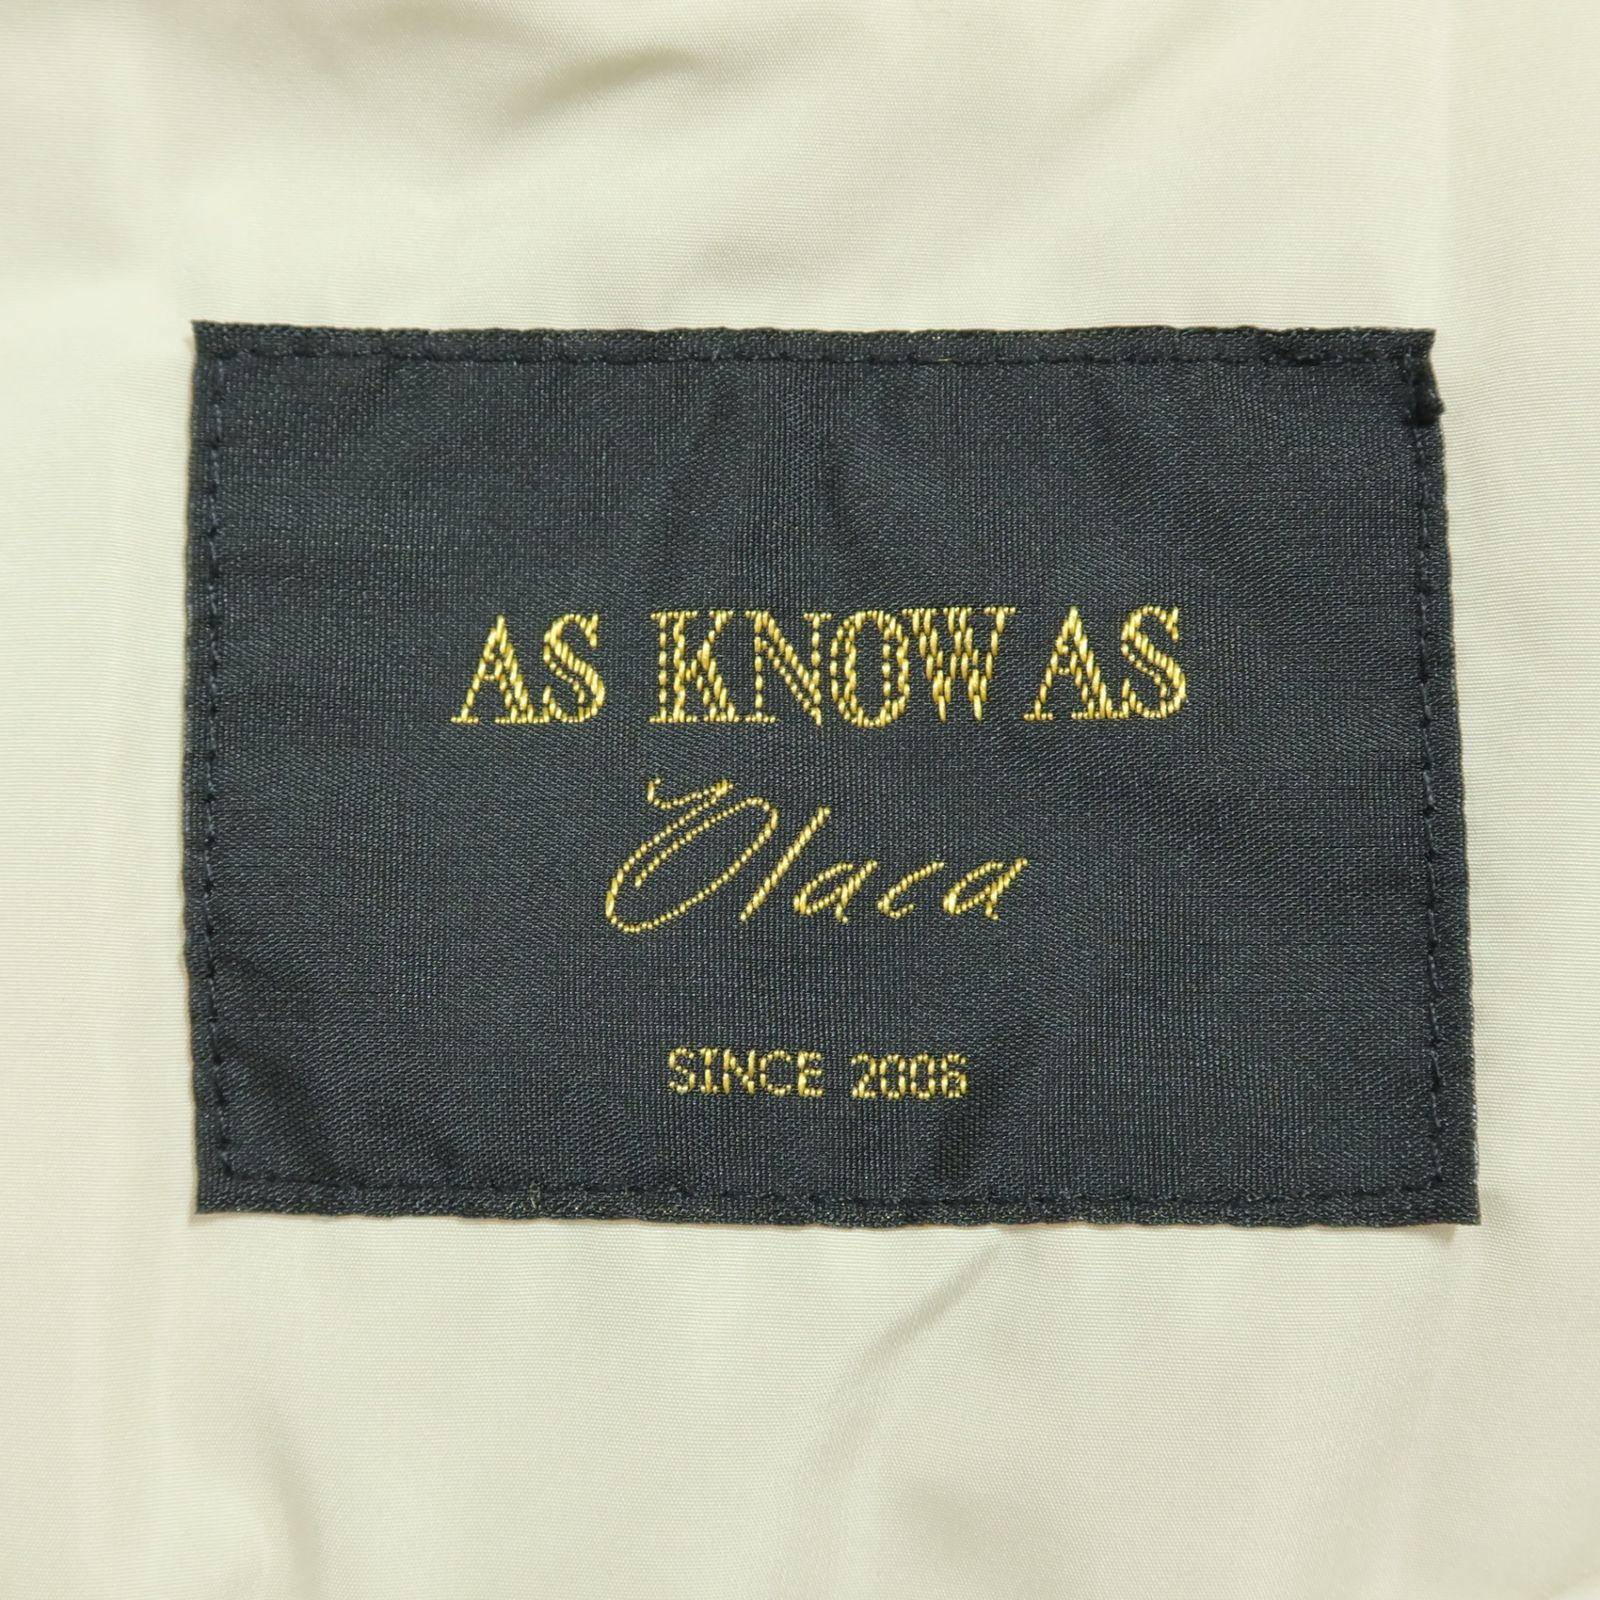 AS KNOW AS
Olaca
SINCE 2006